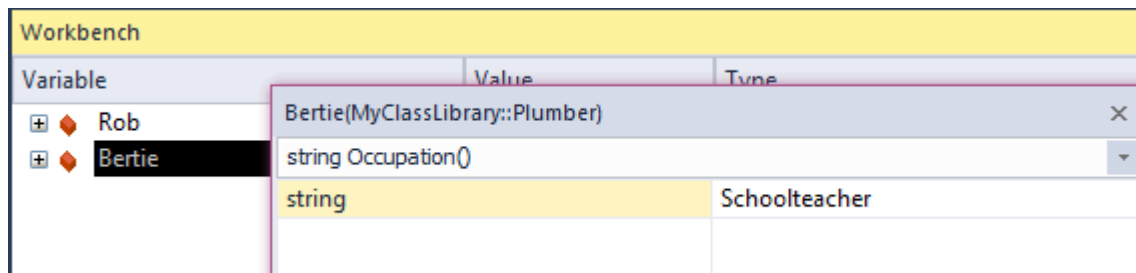 Workbench
Variable Value Type
Rob
Bertie
Bertie(MyClassLibrary::Plumber)
string Occupation()
string Schoolteacher